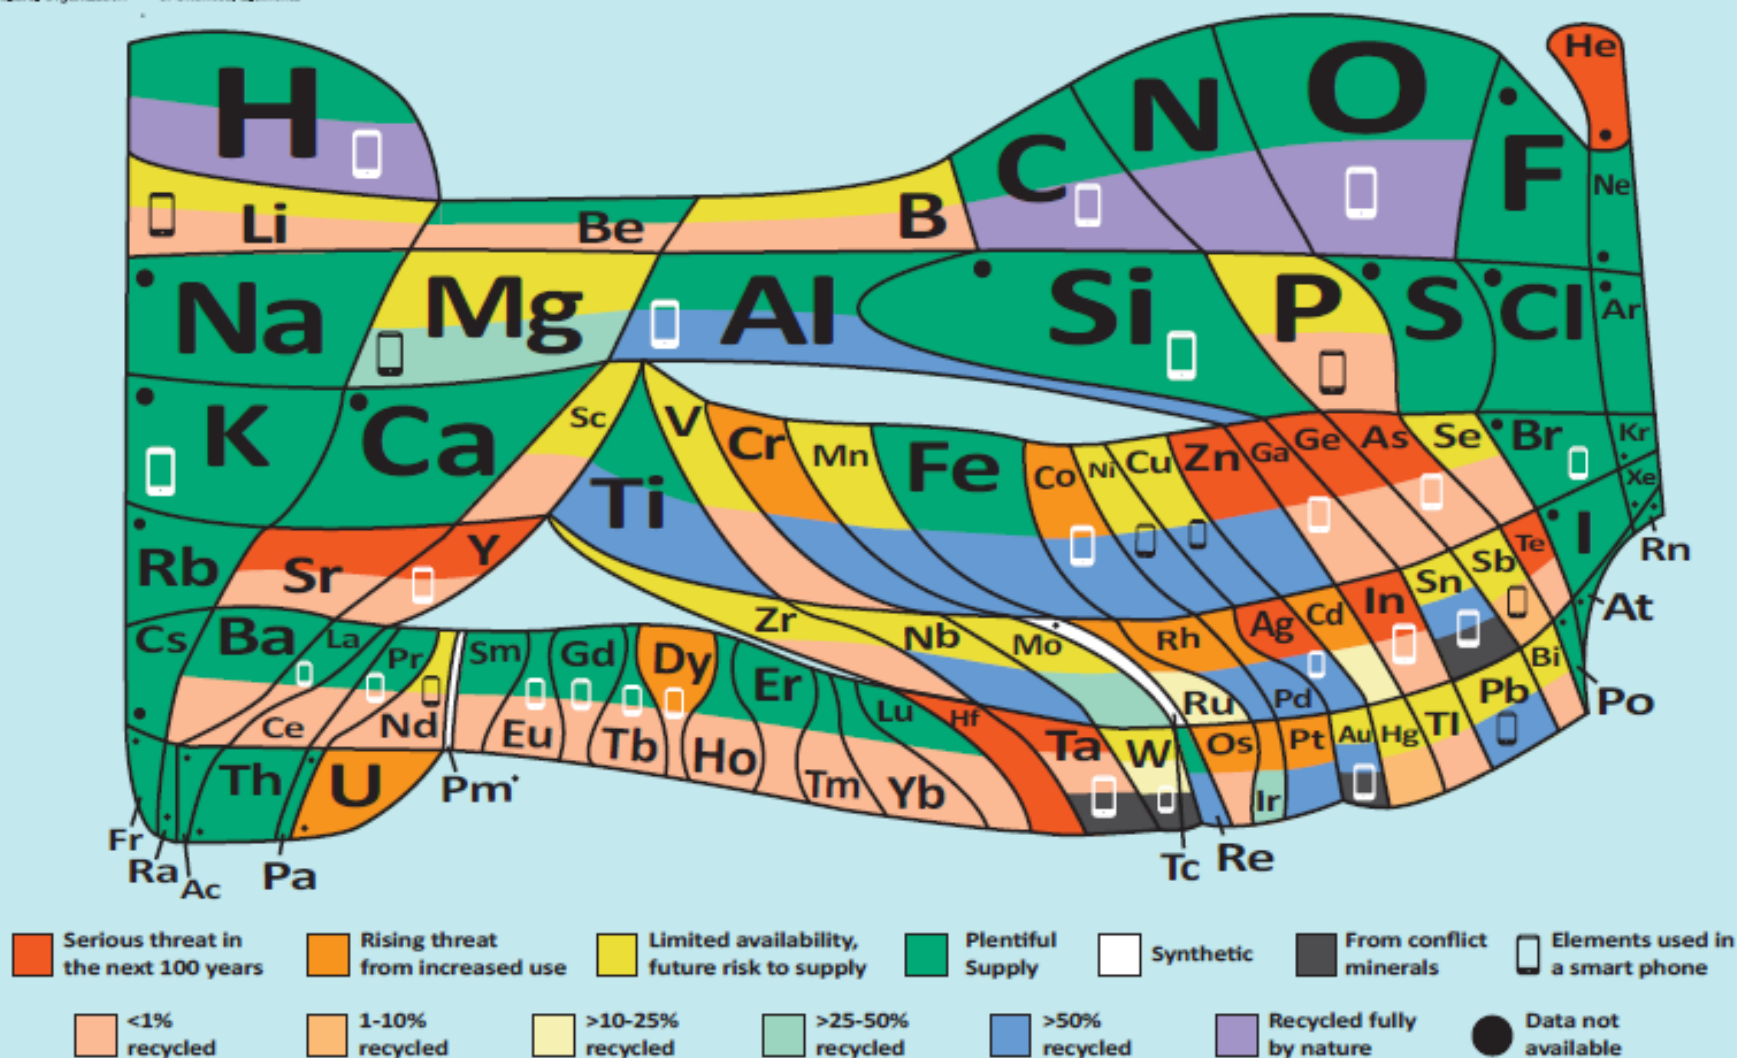 H
He
C N O F
Ne
Li Be B
Na Mg Al Si P S Cl Ar
K Ca Sc Ti V Cr Mn Fe Co Ni Cu Zn Ga Ge As Se Br Kr
Rb Sr Y Zr Nb Mo Rh Ag Cd In Sn Sb Te I Xe
Ru Pd
Rn
At
Cs Ba La Pr Sm Gd Dy Er Lu Hf Ta W Os Pt Au Hg Tl Pb Bi
Po
Ce Nd Eu Tb Ho Tm Yb Ir
Th U Pm
Fr Ra Ac Pa Tc Re
Serious threat in
the next 100 years
Rising threat
from increased use
Limited availability,
future risk to supply
Plentiful
Supply
Synthetic
From conflict
minerals
Elements used in
a smart phone
<1%
recycled
1-10%
recycled
>10-25%
recycled
>25-50%
recycled
>50%
recycled
Recycled fully
by nature
Data not
available